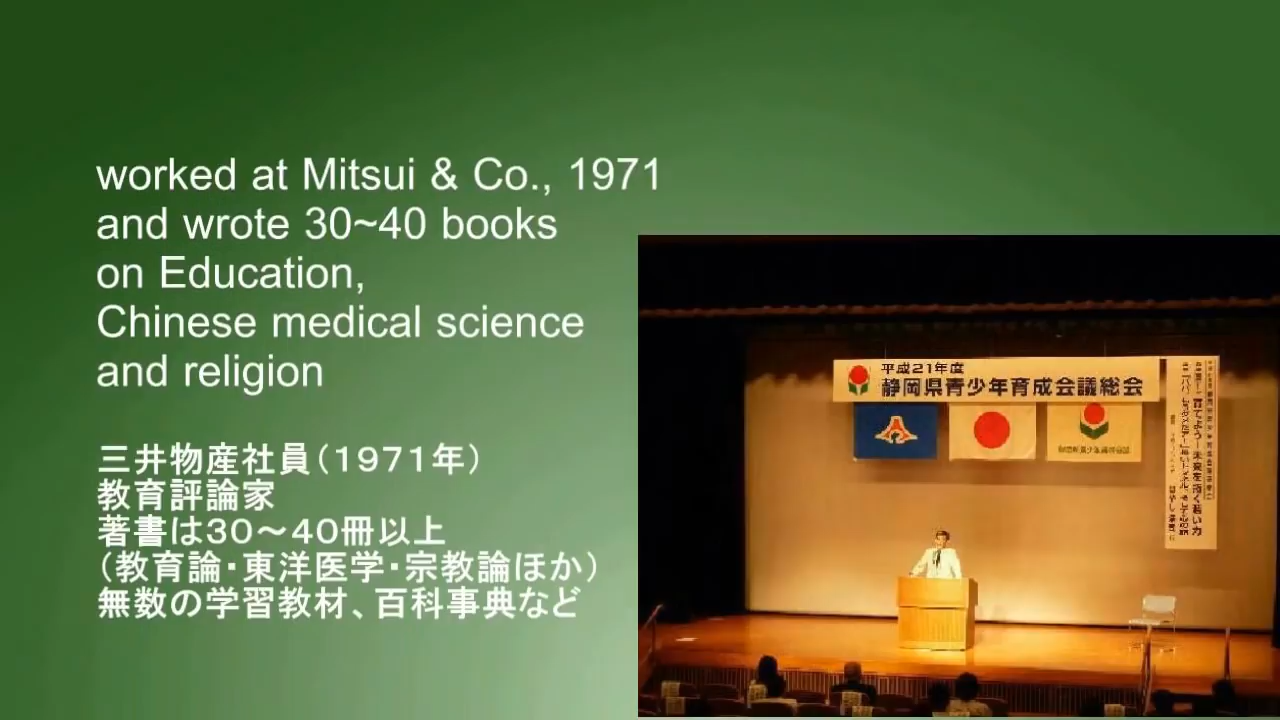 worked at Mitsui & Co., 1971
and wrote 30~40 books
on Education,
Chinese medical science
and religion
三井物産社員（1971年）
教育評論家
著書は30～40冊以上
（教育論・東洋医学・宗教論ほか）
無数の学習教材、百科事典など
平成21年度
静岡県青少年育成会議総会